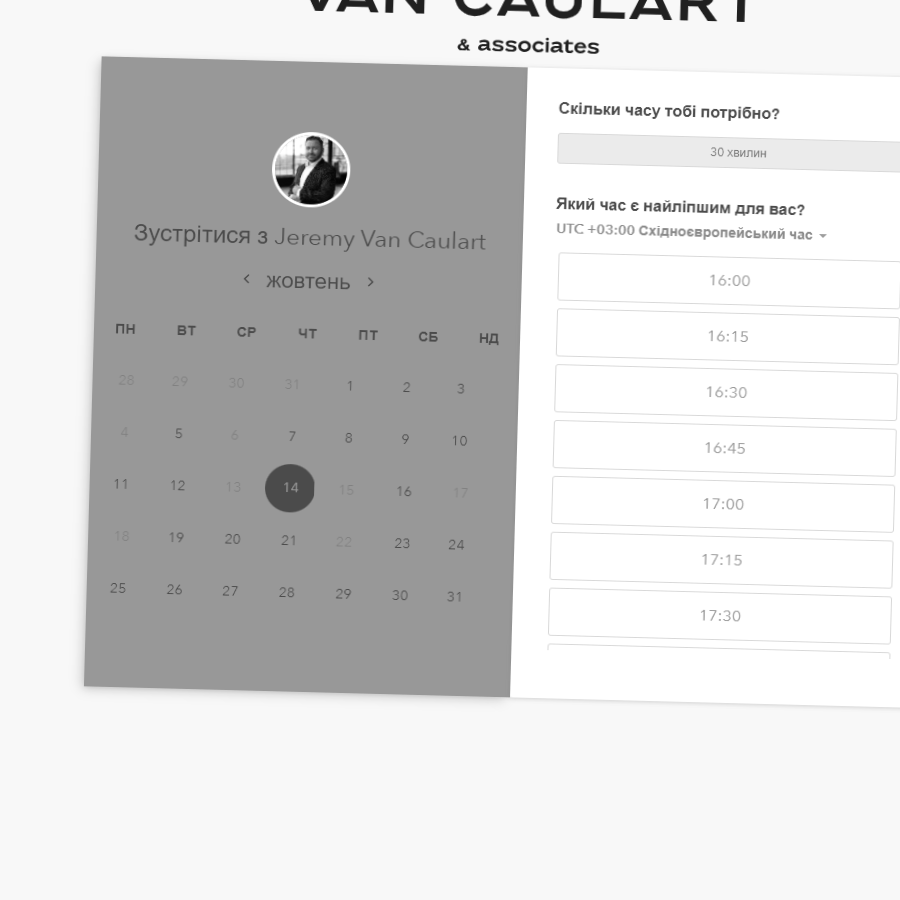 VAN CAULART
& associates
Зустрітися з Jeremy Van Caulart
жовтень
ПН ВТ СР ЧТ ПТ СБ НД
28 29 30 31 1 2 3
4 5 6 7 8 9 10
11 12 13 14 15 16 17
18 19 20 21 22 23 24
25 26 27 28 29 30 31
Скільки часу тобі потрібно?
30 хвилин
Який час є найліпшим для вас?
UTC +03:00 Східноєвропейський час
16:00
16:15
16:30
16:45
17:00
17:15
17:30